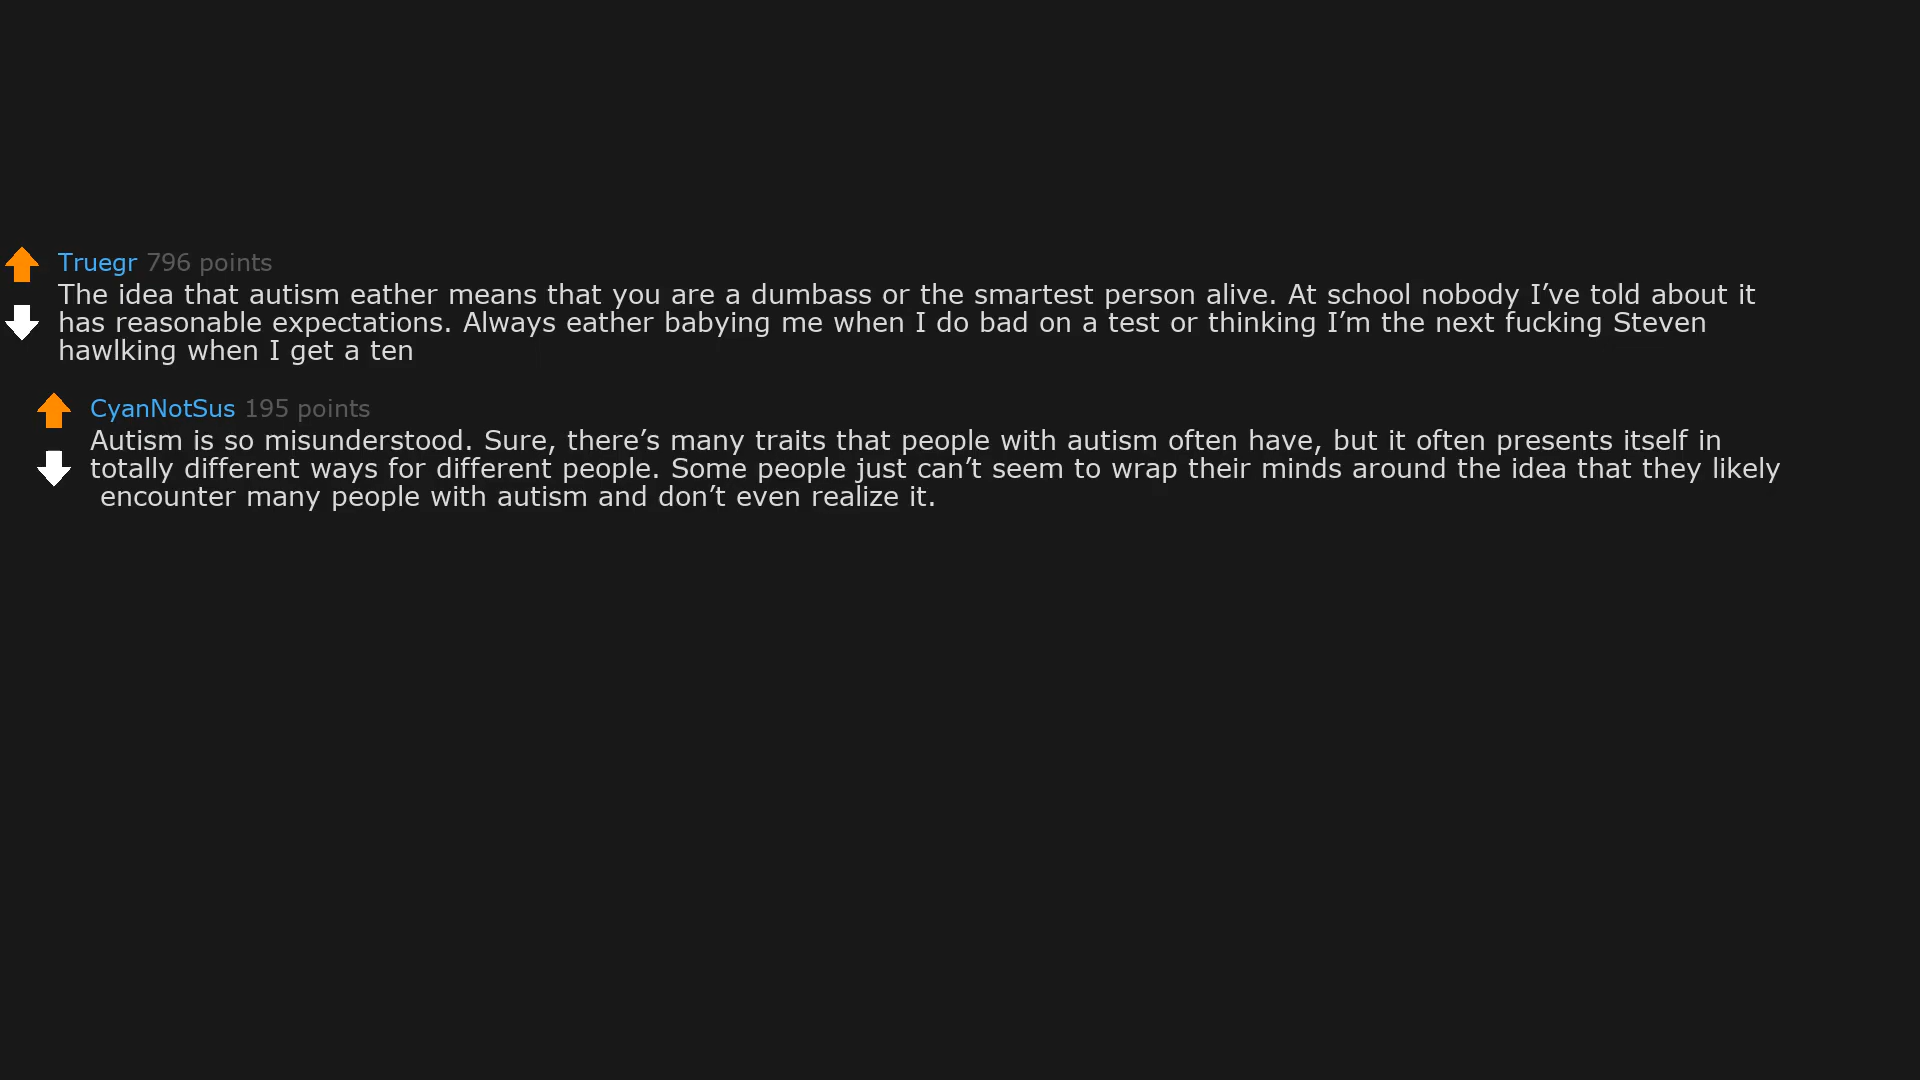 Truegr 796 points
The idea that autism eather means that you are a dumbass or the smartest person alive. At school nobody I’ve told about it
has reasonable expectations. Always eather babying me when I do bad on a test or thinking I’m the next fucking Steven
hawlking when I get a ten
CyanNotSus 195 points
Autism is so misunderstood. Sure, there’s many traits that people with autism often have, but it often presents itself in
totally different ways for different people. Some people just can’t seem to wrap their minds around the idea that they likely
encounter many people with autism and don’t even realize it.